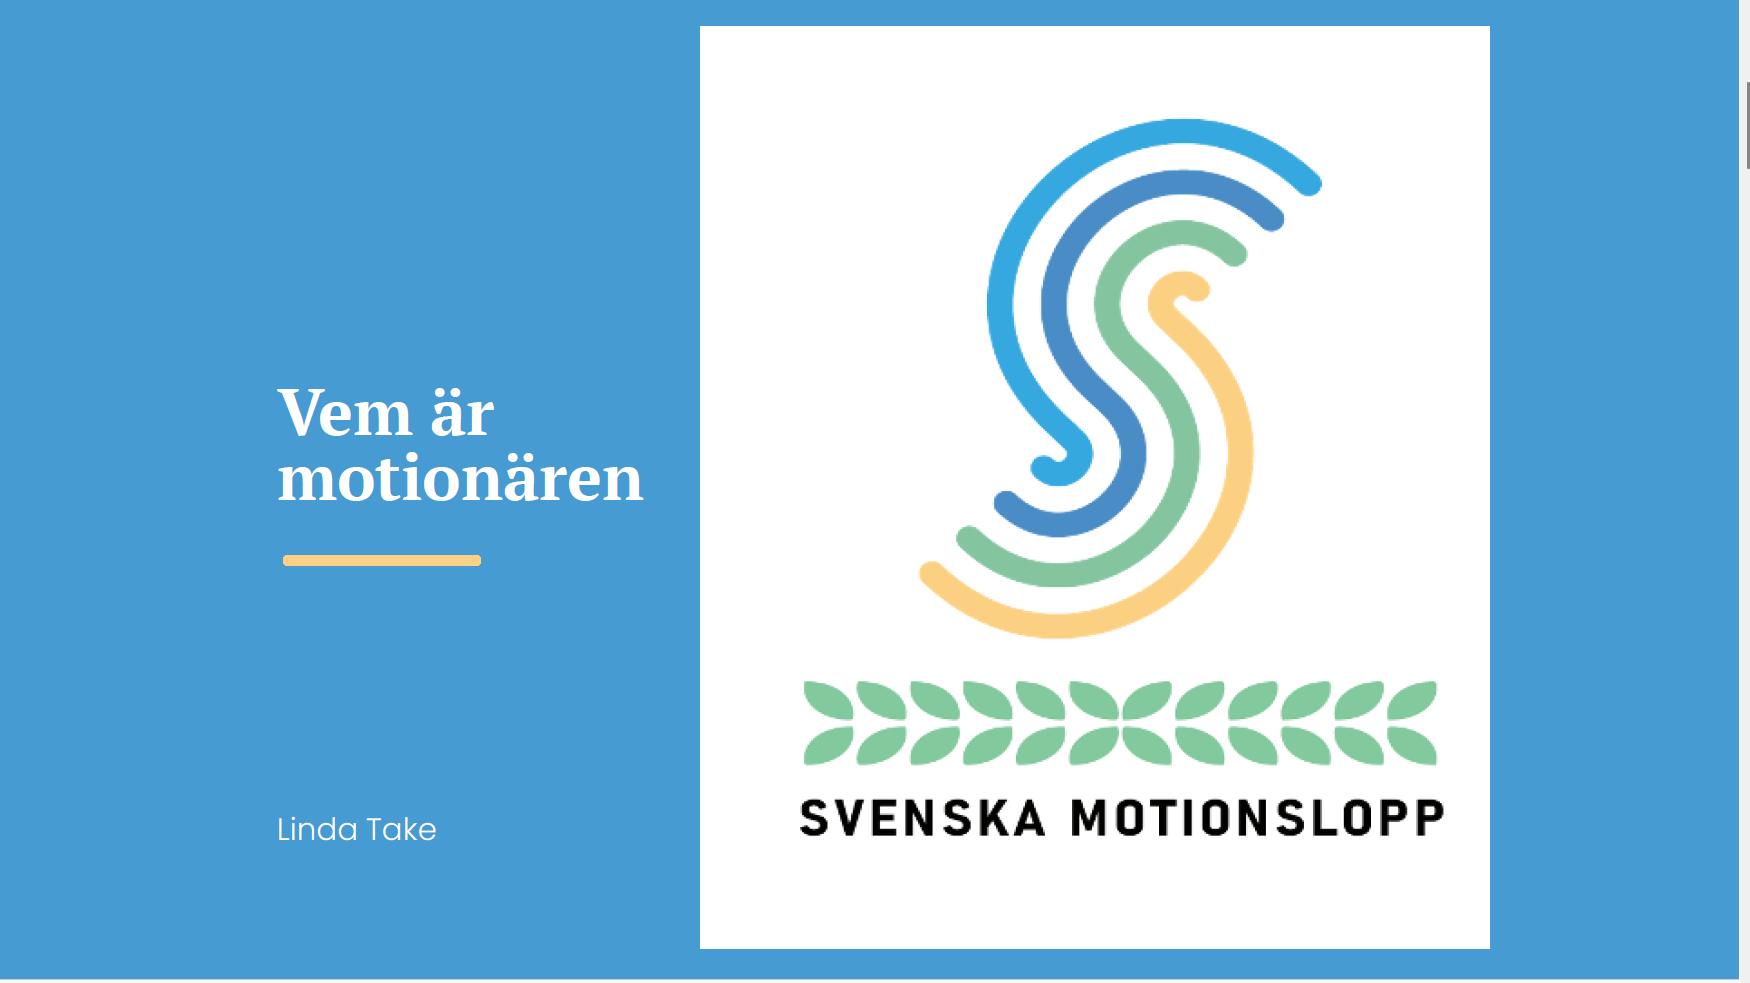 Vem är
motionären
Linda Take
SVENSKA MOTIONSLOPP